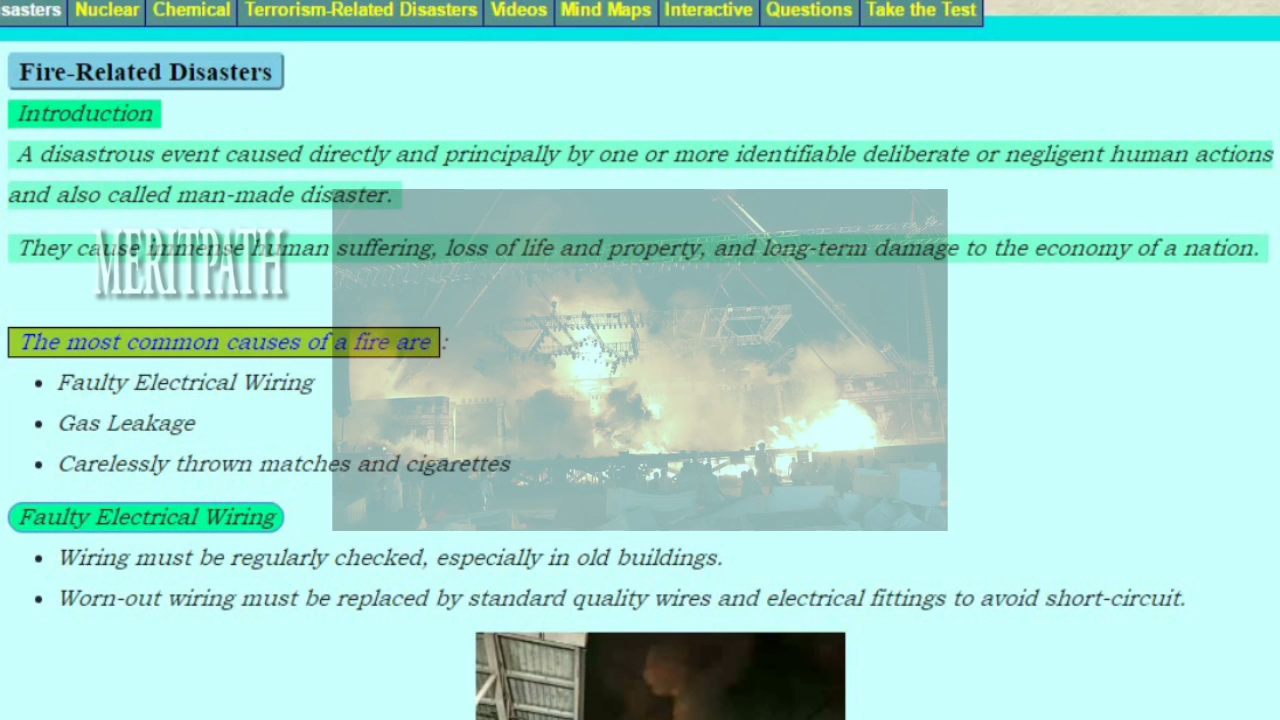 sasters Nuclear Chemical Terrorism-Related Disasters Videos Mind Maps Interactive Questions Take the Test
Fire-Related Disasters
Introduction
A disastrous event caused directly and principally by one or more identifiable deliberate or negligent human actions
and also called man-made disaster.
They cause immense human suffering, loss of life and property, and long-term damage to the economy of a nation.
MERITPATH
The most common causes of a fire are :
• Faulty Electrical Wiring
• Gas Leakage
• Carelessly thrown matches and cigarettes
Faulty Electrical Wiring
• Wiring must be regularly checked, especially in old buildings.
• Worn-out wiring must be replaced by standard quality wires and electrical fittings to avoid short-circuit.